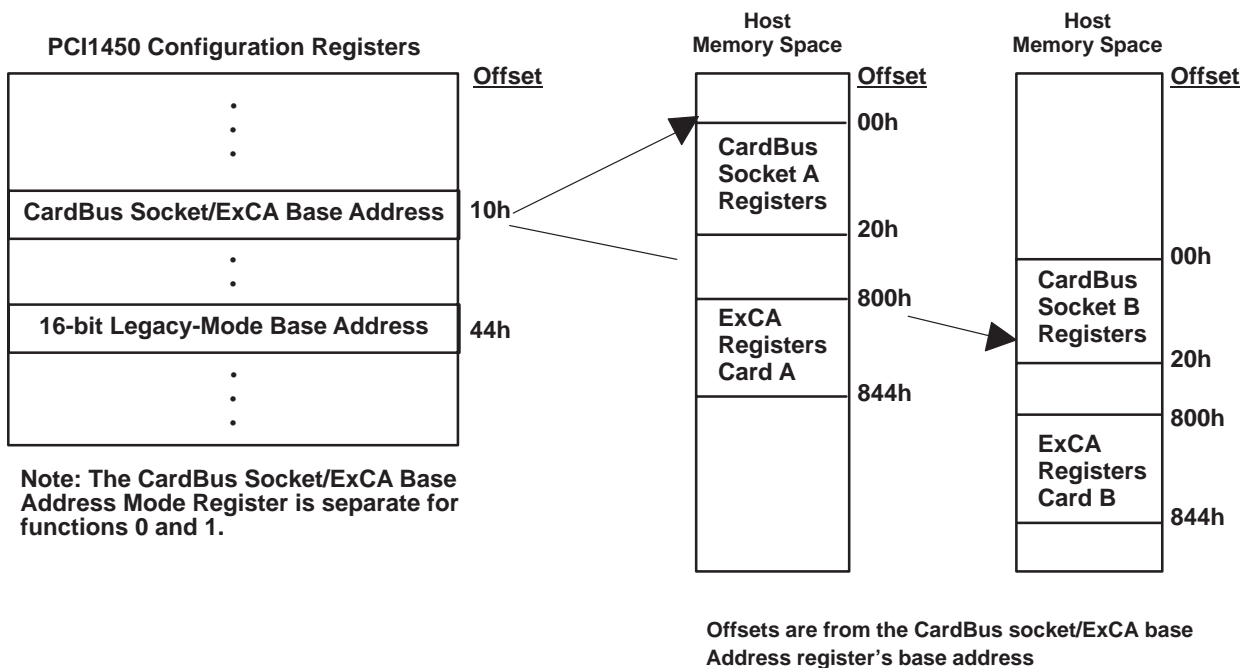 PCI1450 Configuration Registers
Offset
CardBus Socket/ExCA Base Address
10h
16-bit Legacy-Mode Base Address
44h
Note: The CardBus Socket/ExCA Base
Address Mode Register is separate for
functions 0 and 1.
Host
Memory Space
Offset
00h
CardBus
Socket A
Registers
20h
800h
ExCA
Registers
Card A
844h
Host
Memory Space
Offset
00h
CardBus
Socket B
Registers
20h
800h
ExCA
Registers
Card B
844h
Offsets are from the CardBus socket/ExCA base
Address register's base address